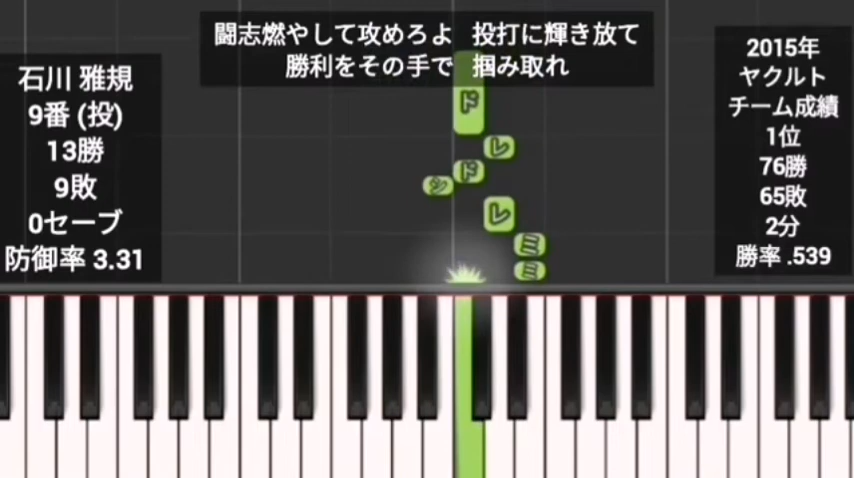 闘志燃やして攻めろよ 投打に輝き放て
勝利をその手で 掴み取れ
石川 雅規
9番 (投)
13勝
9敗
0セーブ
防御率 3.31
2015年
ヤクルト
チーム成績
1位
76勝
65敗
2分
勝率 .539
ド
レ
ド
シ
レ
ミ
ミ